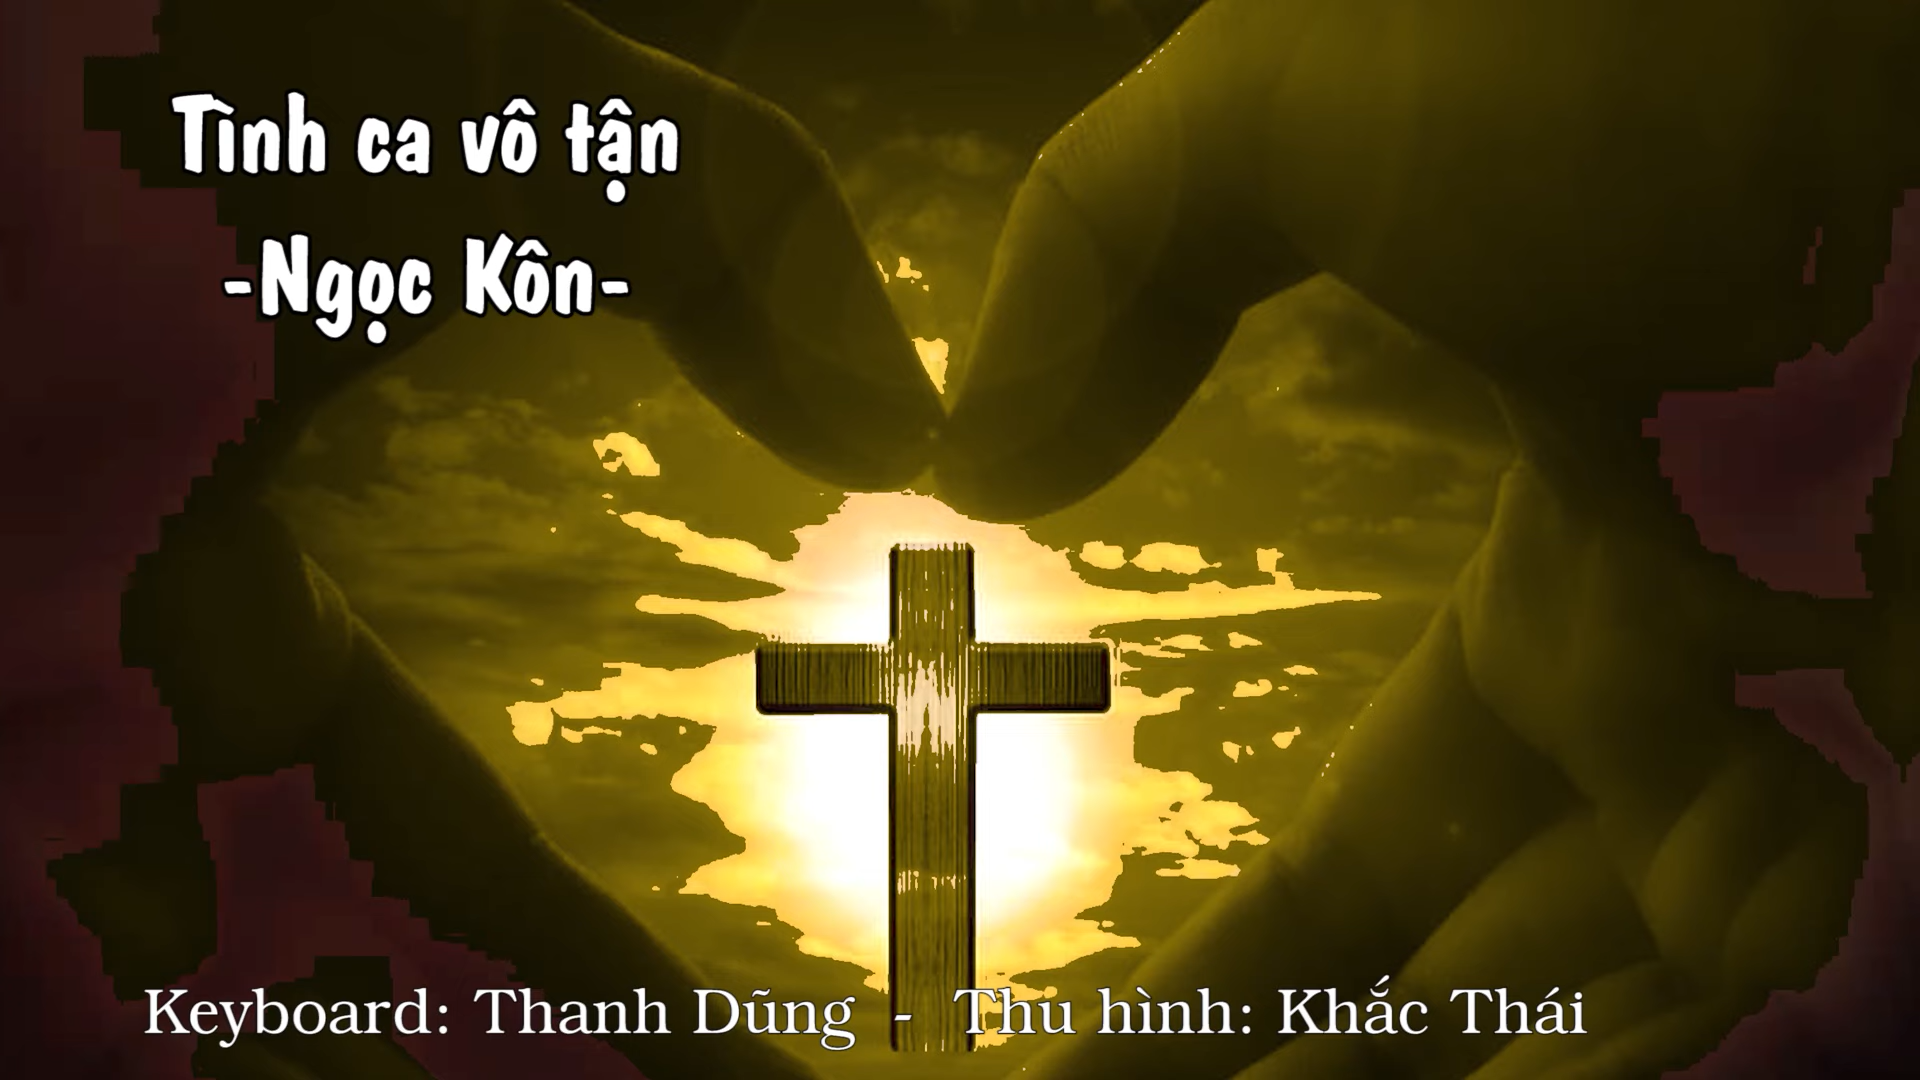 Tình ca vô tận
-Ngọc Kôn-
Keyboard: Thanh Dũng - Thu hình: Khắc Thái